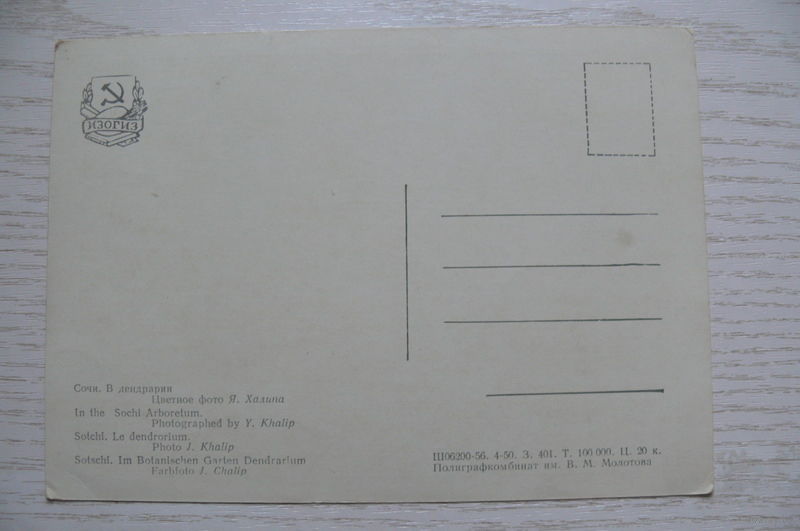 ИЗОГИЗ
Сочи. В дендрарии
Цветное фото Я. Халипа
In the Sochi Arboretum.
Photographed by Y. Khalip
Sotchi. Le dendrorium.
Photo J. Khalip
Sotschi. Im Botanischen Garten Dendrarium
Farbfoto J. Chalip
Ш06200-56. 4-50. З. 401. Т. 100 000. Ц. 20 к.
Полиграфкомбинат им. В. М. Молотова